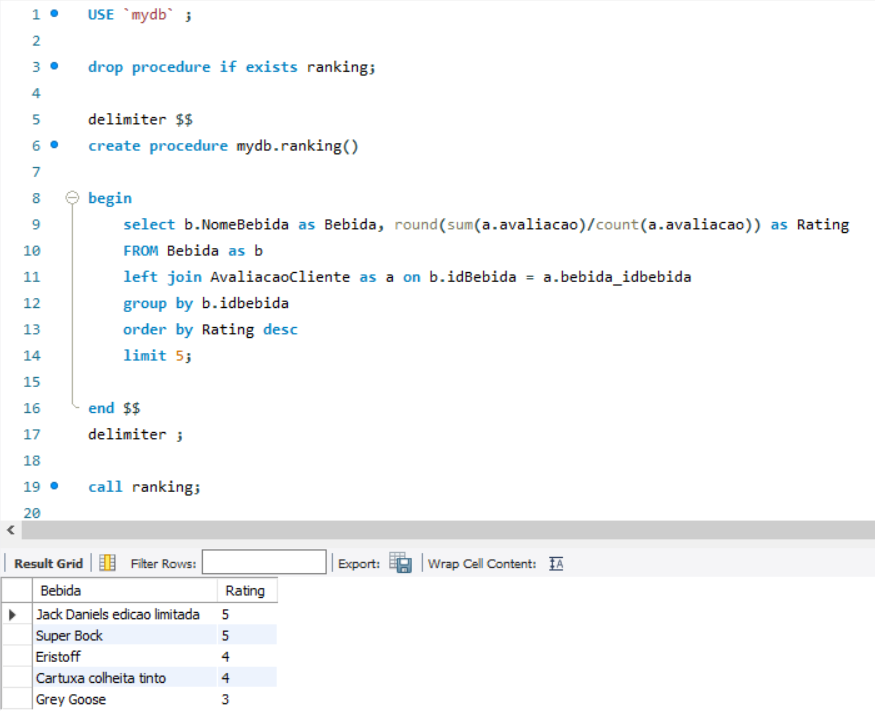 1 USE `mydb` ;
2
3 drop procedure if exists ranking;
4
5 delimiter $$
6 create procedure mydb.ranking()
7
8 begin
9 select b.NomeBebida as Bebida, round(sum(a.avaliacao)/count(a.avaliacao)) as Rating
10 FROM Bebida as b
11 left join AvaliacaoCliente as a on b.idBebida = a.bebida_idbebida
12 group by b.idbebida
13 order by Rating desc
14 limit 5;
15
16 end $$
17 delimiter ;
18
19 call ranking;
20
Result Grid Filter Rows: Export: Wrap Cell Content: IA
Bebida Rating
Jack Daniels edicao limitada 5
Super Bock 5
Eristoff 4
Cartuxa colheita tinto 4
Grey Goose 3